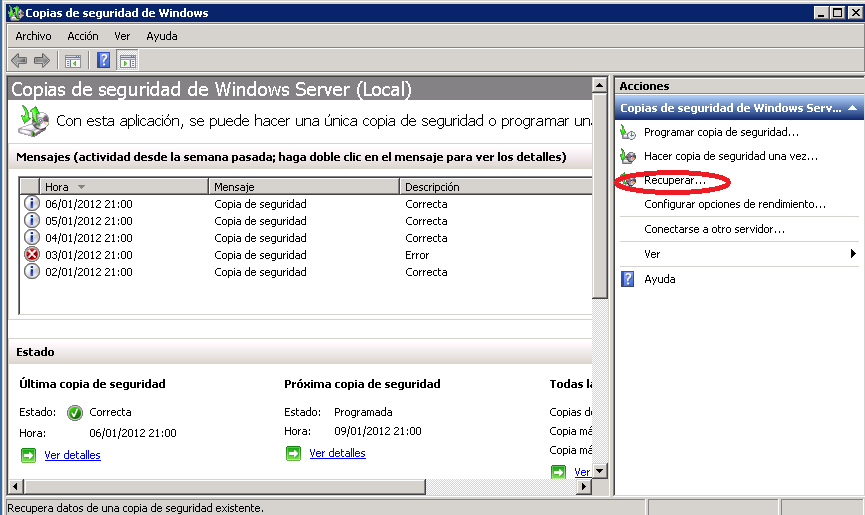 Copias de seguridad de Windows
Archivo Acción Ver Ayuda
Copias de seguridad de Windows Server (Local)
Con esta aplicación, se puede hacer una única copia de seguridad o programar una
Mensajes (actividad desde la semana pasada; haga doble clic en el mensaje para ver los detalles)
Hora Mensaje Descripción
06/01/2012 21:00 Copia de seguridad Correcta
05/01/2012 21:00 Copia de seguridad Correcta
04/01/2012 21:00 Copia de seguridad Correcta
03/01/2012 21:00 Copia de seguridad Error
02/01/2012 21:00 Copia de seguridad Correcta
Estado
Última copia de seguridad
Estado: Correcta
Hora: 06/01/2012 21:00
Ver detalles
Próxima copia de seguridad
Estado: Programada
Hora: 09/01/2012 21:00
Ver detalles
Todas
Copias
Copia
Copia
Ver
Acciones
Copias de seguridad de Windows Serv...
Programar copia de seguridad...
Hacer copia de seguridad una vez...
Recuperar...
Configurar opciones de rendimiento...
Conectarse a otro servidor...
Ver
Ayuda
Recupera datos de una copia de seguridad existente.